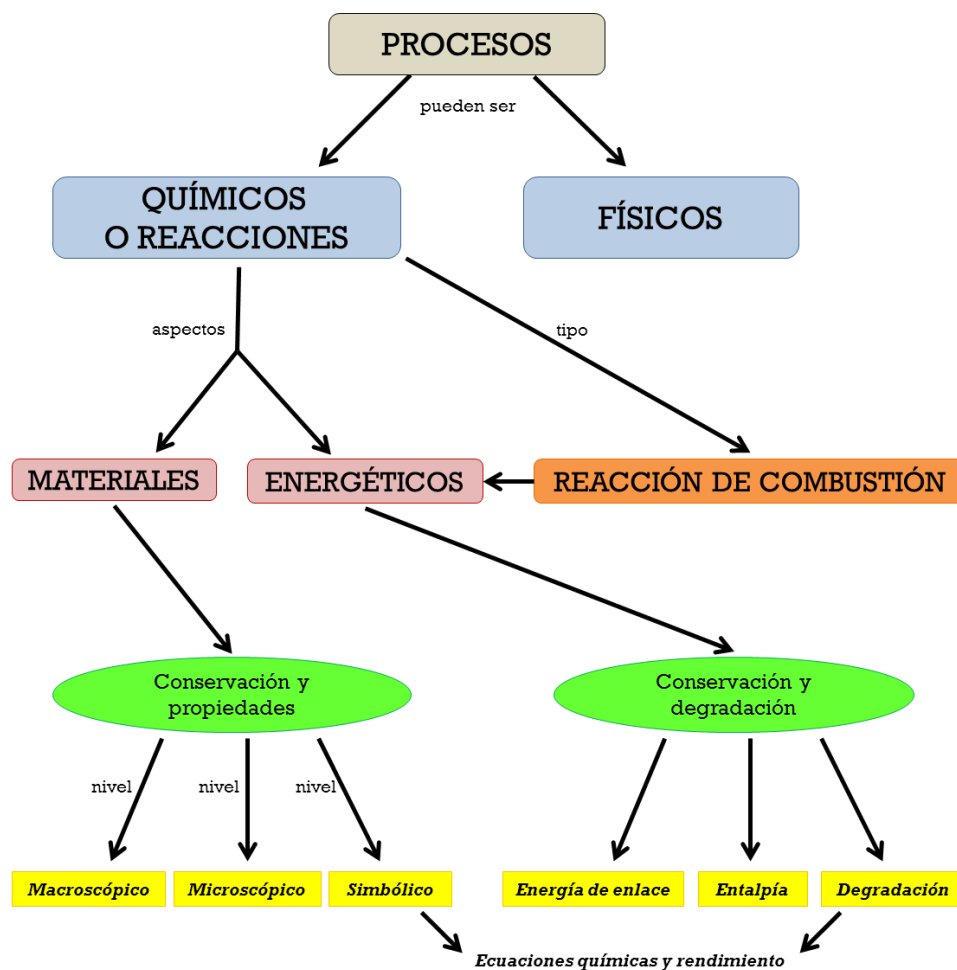 PROCESOS
pueden ser
QUÍMICOS
O REACCIONES
FÍSICOS
aspectos
tipo
MATERIALES
ENERGÉTICOS
REACCIÓN DE COMBUSTIÓN
Conservación y
propiedades
Conservación y
degradación
nivel
nivel
nivel
Macroscópico
Microscópico
Simbólico
Energía de enlace
Entalpía
Degradación
Ecuaciones químicas y rendimiento